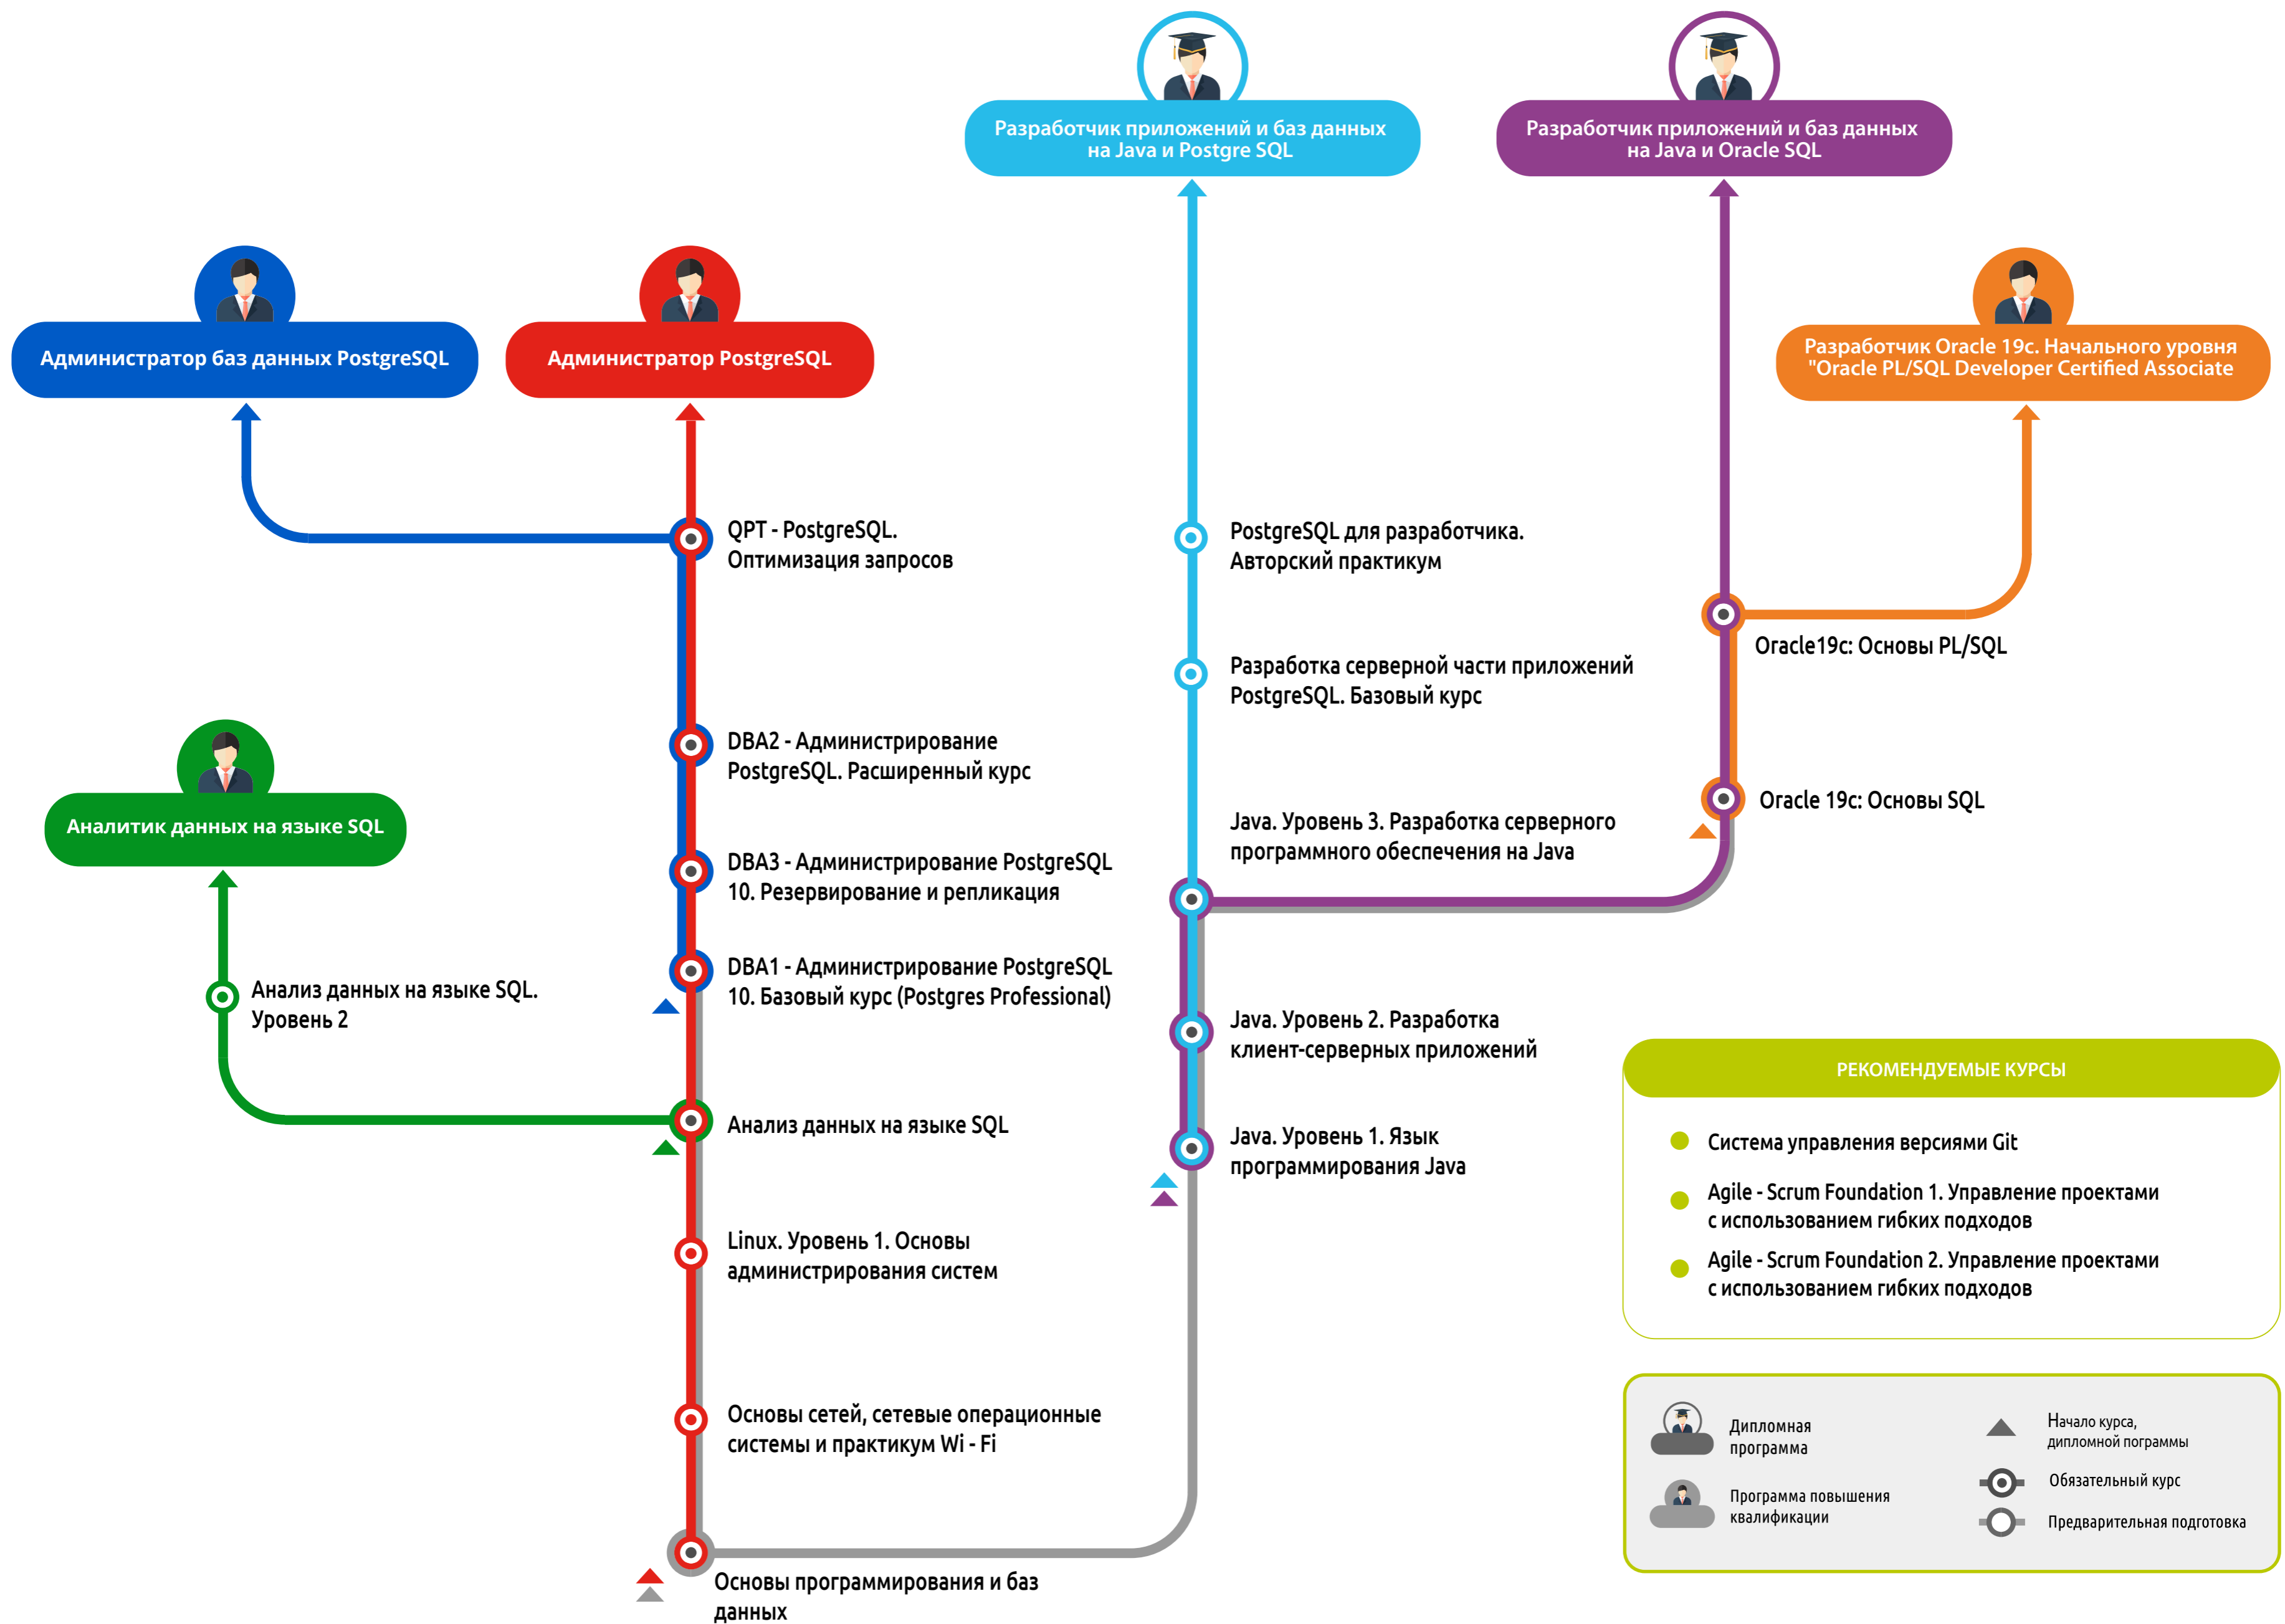 Разработчик приложений и баз данных
на Java и Postgre SQL
Разработчик приложений и баз данных
на Java и Oracle SQL
Администратор баз данных PostgreSQL
Администратор PostgreSQL
Разработчик Oracle 19c. Начального уровня
"Oracle PL/SQL Developer Certified Associate
QPT - PostgreSQL.
Оптимизация запросов
PostgreSQL для разработчика.
Авторский практикум
Oracle19c: Основы PL/SQL
Разработка серверной части приложений
PostgreSQL. Базовый курс
DBA2 - Администрирование
PostgreSQL. Расширенный курс
Oracle 19c: Основы SQL
Аналитик данных на языке SQL
Java. Уровень 3. Разработка серверного
программного обеспечения на Java
DBA3 - Администрирование PostgreSQL
10. Резервирование и репликация
DBA1 - Администрирование PostgreSQL
10. Базовый курс (Postgres Professional)
Анализ данных на языке SQL.
Уровень 2
Java. Уровень 2. Разработка
клиент-серверных приложений
Анализ данных на языке SQL
Java. Уровень 1. Язык
программирования Java
Linux. Уровень 1. Основы
администрирования систем
Основы сетей, сетевые операционные
системы и практикум Wi - Fi
Основы программирования и баз
данных
РЕКОМЕНДУЕМЫЕ КУРСЫ
Система управления версиями Git
Agile - Scrum Foundation 1. Управление проектами
с использованием гибких подходов
Agile - Scrum Foundation 2. Управление проектами
с использованием гибких подходов
Дипломная
программа
Программа повышения
квалификации
Начало курса,
дипломной пограммы
Обязательный курс
Предварительная подготовка